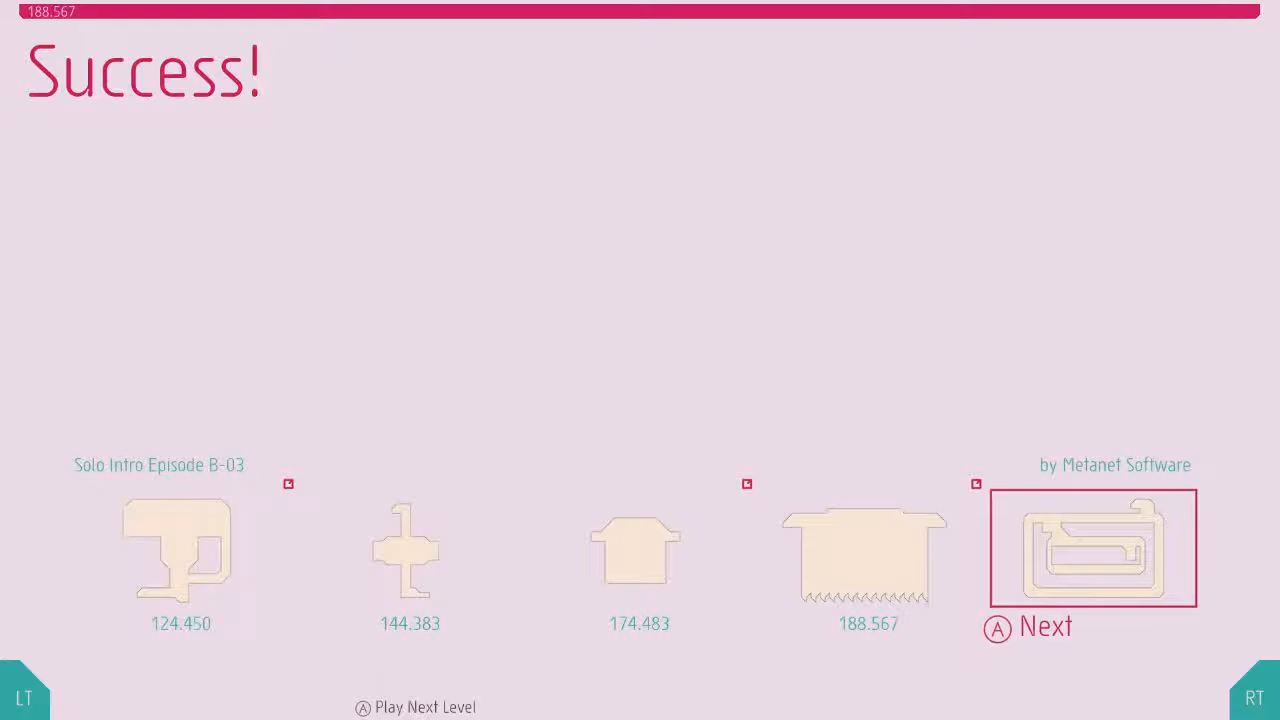 188.567
Success!
Solo Intro Episode B-03
by Metanet Software
124.450
144.383
174.483
188.567
A Next
LT
A Play Next Level
RT